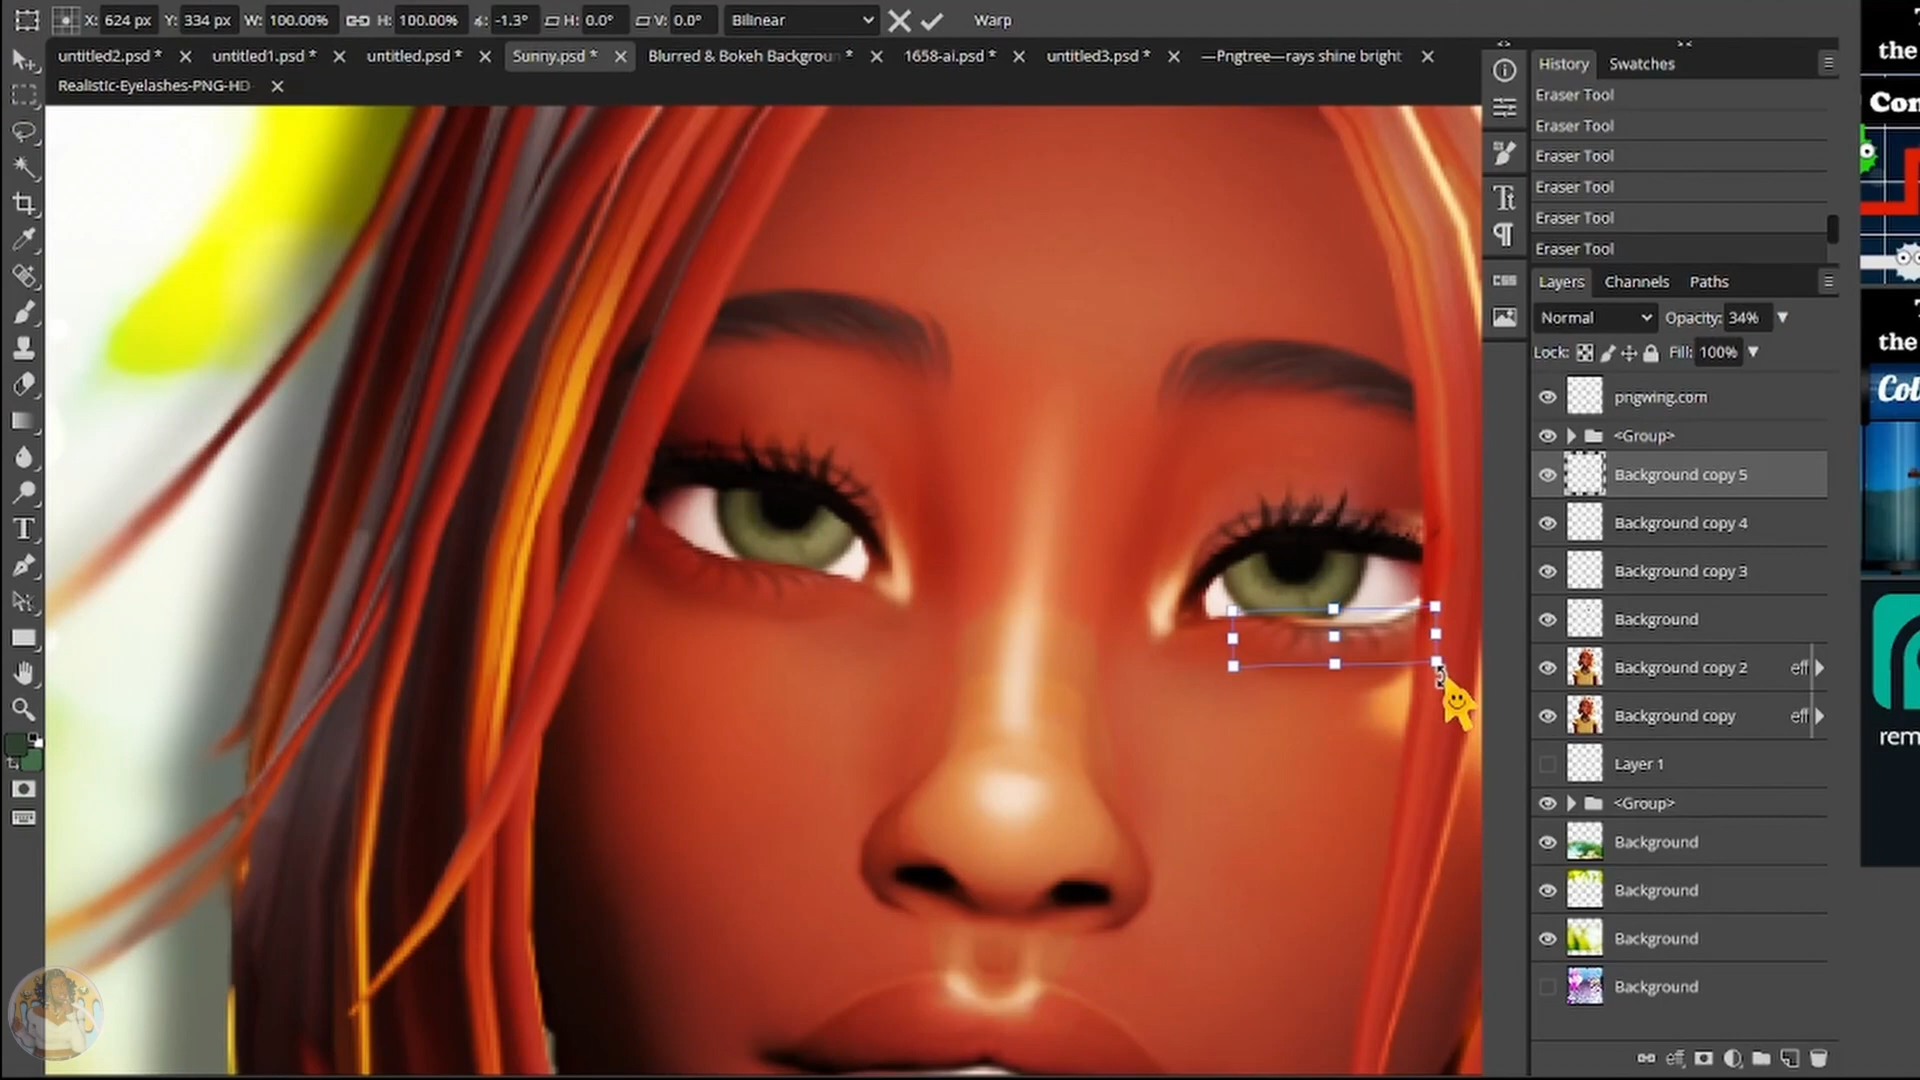 X: 624 px Y: 334 px W: 100.00% H: 100.00% -1.3° H: 0.0° V: 0.0° Bilinear Warp
untitled2.psd * untitled1.psd * untitled.psd * Sunny.psd * Blurred & Bokeh Backgroun * 1658-ai.psd * untitled3.psd * —Pngtree—rays shine bright
Realistic-Eyelashes-PNG-HD
History Swatches
Eraser Tool
Eraser Tool
Eraser Tool
Eraser Tool
Eraser Tool
Eraser Tool
CSS
Layers Channels Paths
Normal Opacity: 34%
Lock: Fill: 100%
pngwing.com
<Group>
Background copy 5
Background copy 4
Background copy 3
Background
Background copy 2 eff
Background copy eff
Layer 1
<Group>
Background
Background
Background
Background
eff
the
Con
the
Col
rem